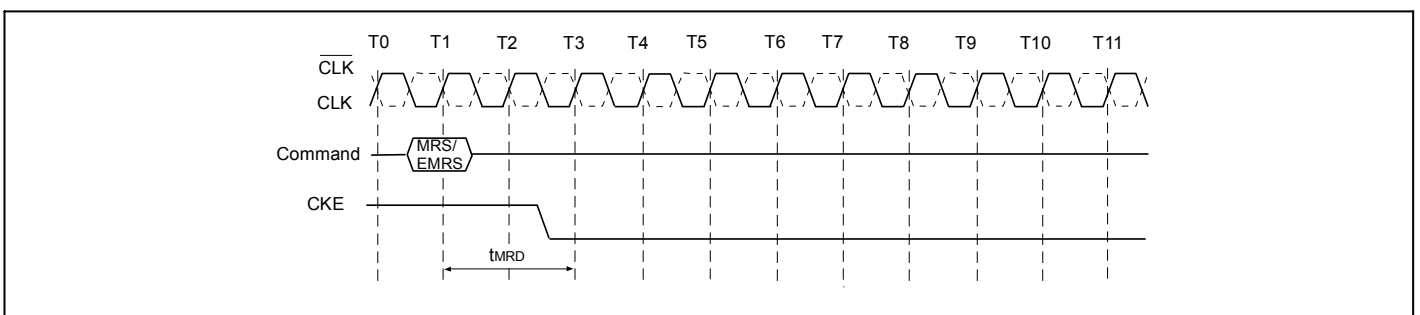 T0 T1 T2 T3 T4 T5 T6 T7 T8 T9 T10 T11
CLK
CLK
Command
MRS/
EMRS
CKE
tMRD